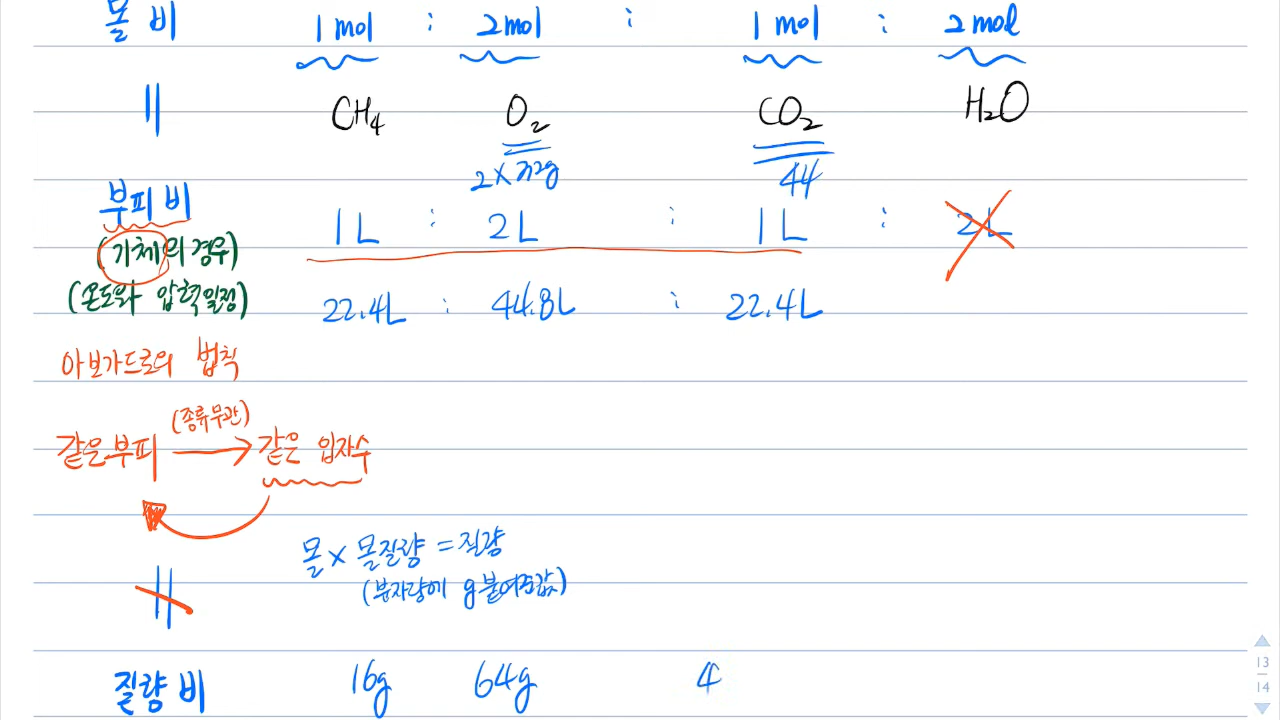 몰 비 1 mol : 2 mol : 1 mol : 2 mol
|| CH₄ O₂ CO₂ H₂O
2 × 32g 44
부피 비 1L : 2L : 1L : 2L
(기체의 경우)
(온도와 압력 일정) 22.4L : 44.8L : 22.4L
아보가드로의 법칙
(종류무관)
같은 부피 → 같은 입자수
몰 × 몰질량 = 질량
|| (분자량에 g 붙여준값)
질량 비 16g 64g 4
13
14